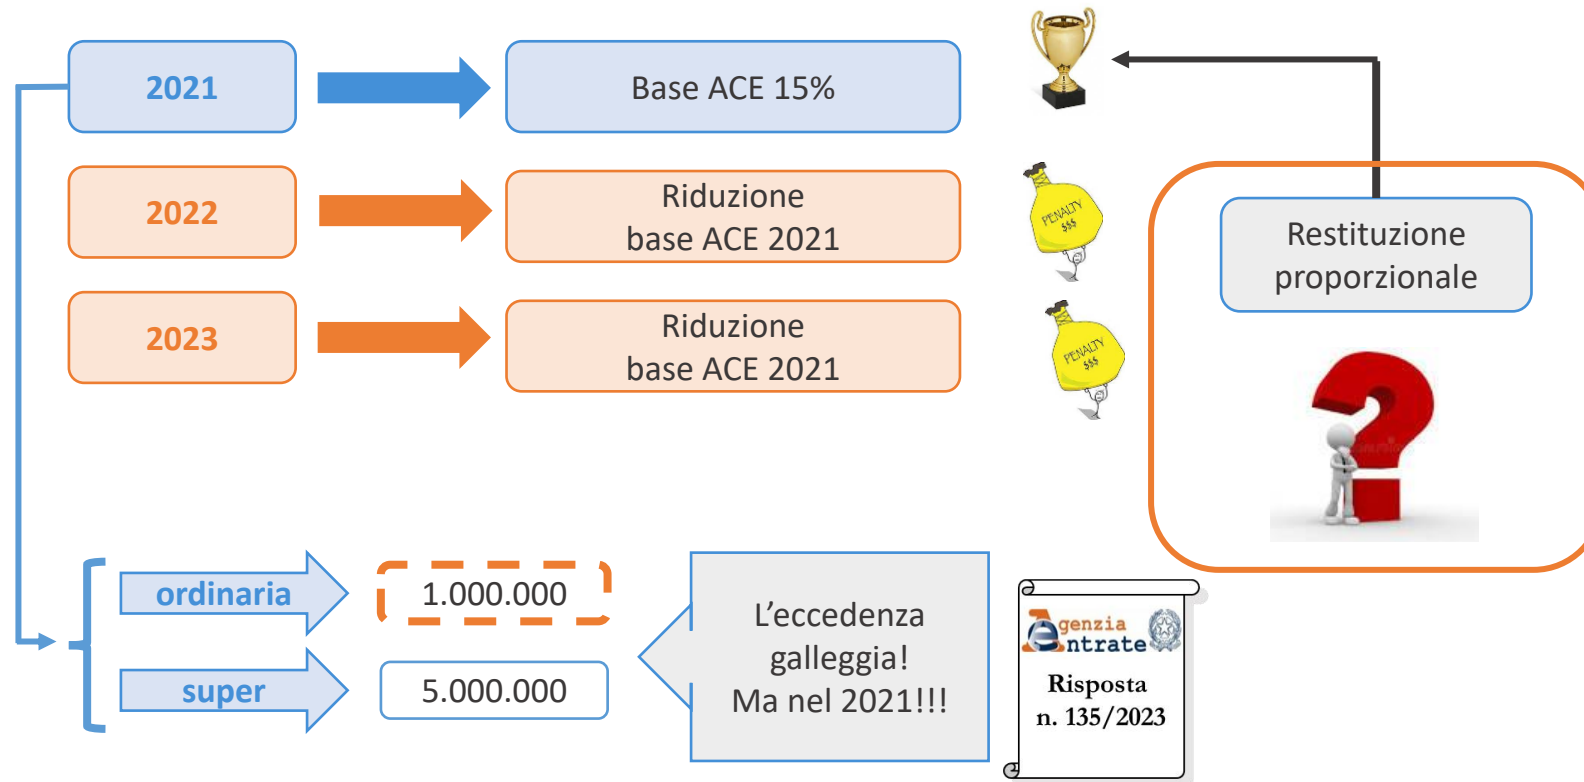 2021
Base ACE 15%
2022
Riduzione
base ACE 2021
PENALTY
$$$
Restituzione
proporzionale
2023
Riduzione
base ACE 2021
PENALTY
$$$
ordinaria
1.000.000
super
5.000.000
L’eccedenza
galleggia!
Ma nel 2021!!!
Agenzia
Entrate
Risposta
n. 135/2023